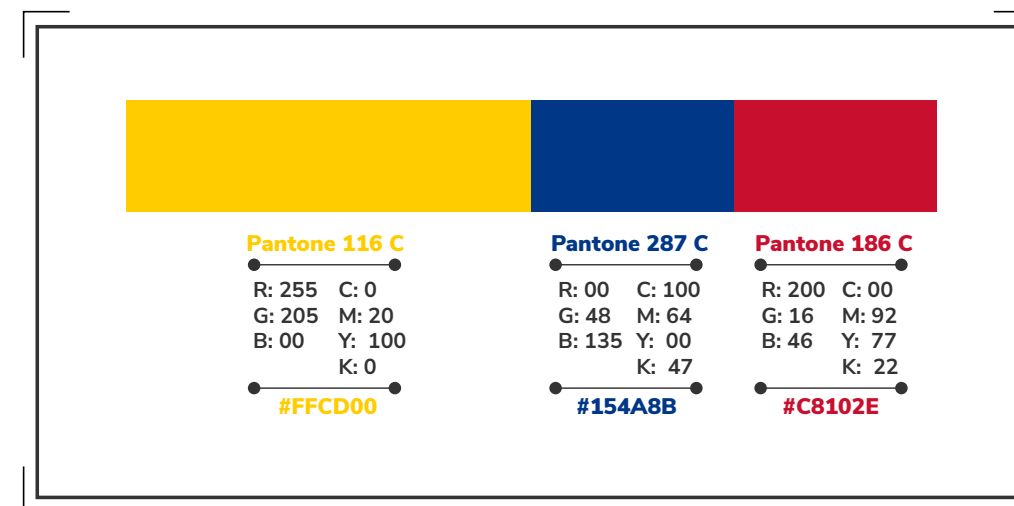 Pantone 116 C
R: 255 C: 0
G: 205 M: 20
B: 00 Y: 100
K: 0
#FFCD00
Pantone 287 C
R: 00 C: 100
G: 48 M: 64
B: 135 Y: 00
K: 47
#154A8B
Pantone 186 C
R: 200 C: 00
G: 16 M: 92
B: 46 Y: 77
K: 22
#C8102E